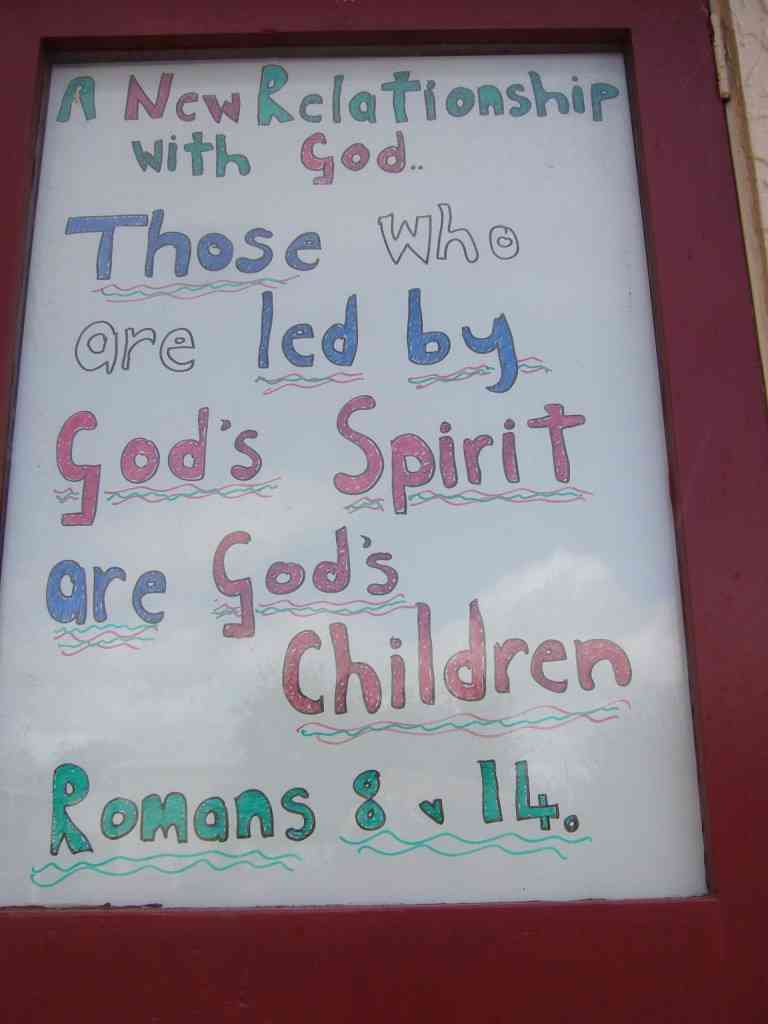 A New Relationship
with God..
Those who
are led by
God's Spirit
are God's
Children
Romans 8 v 14.